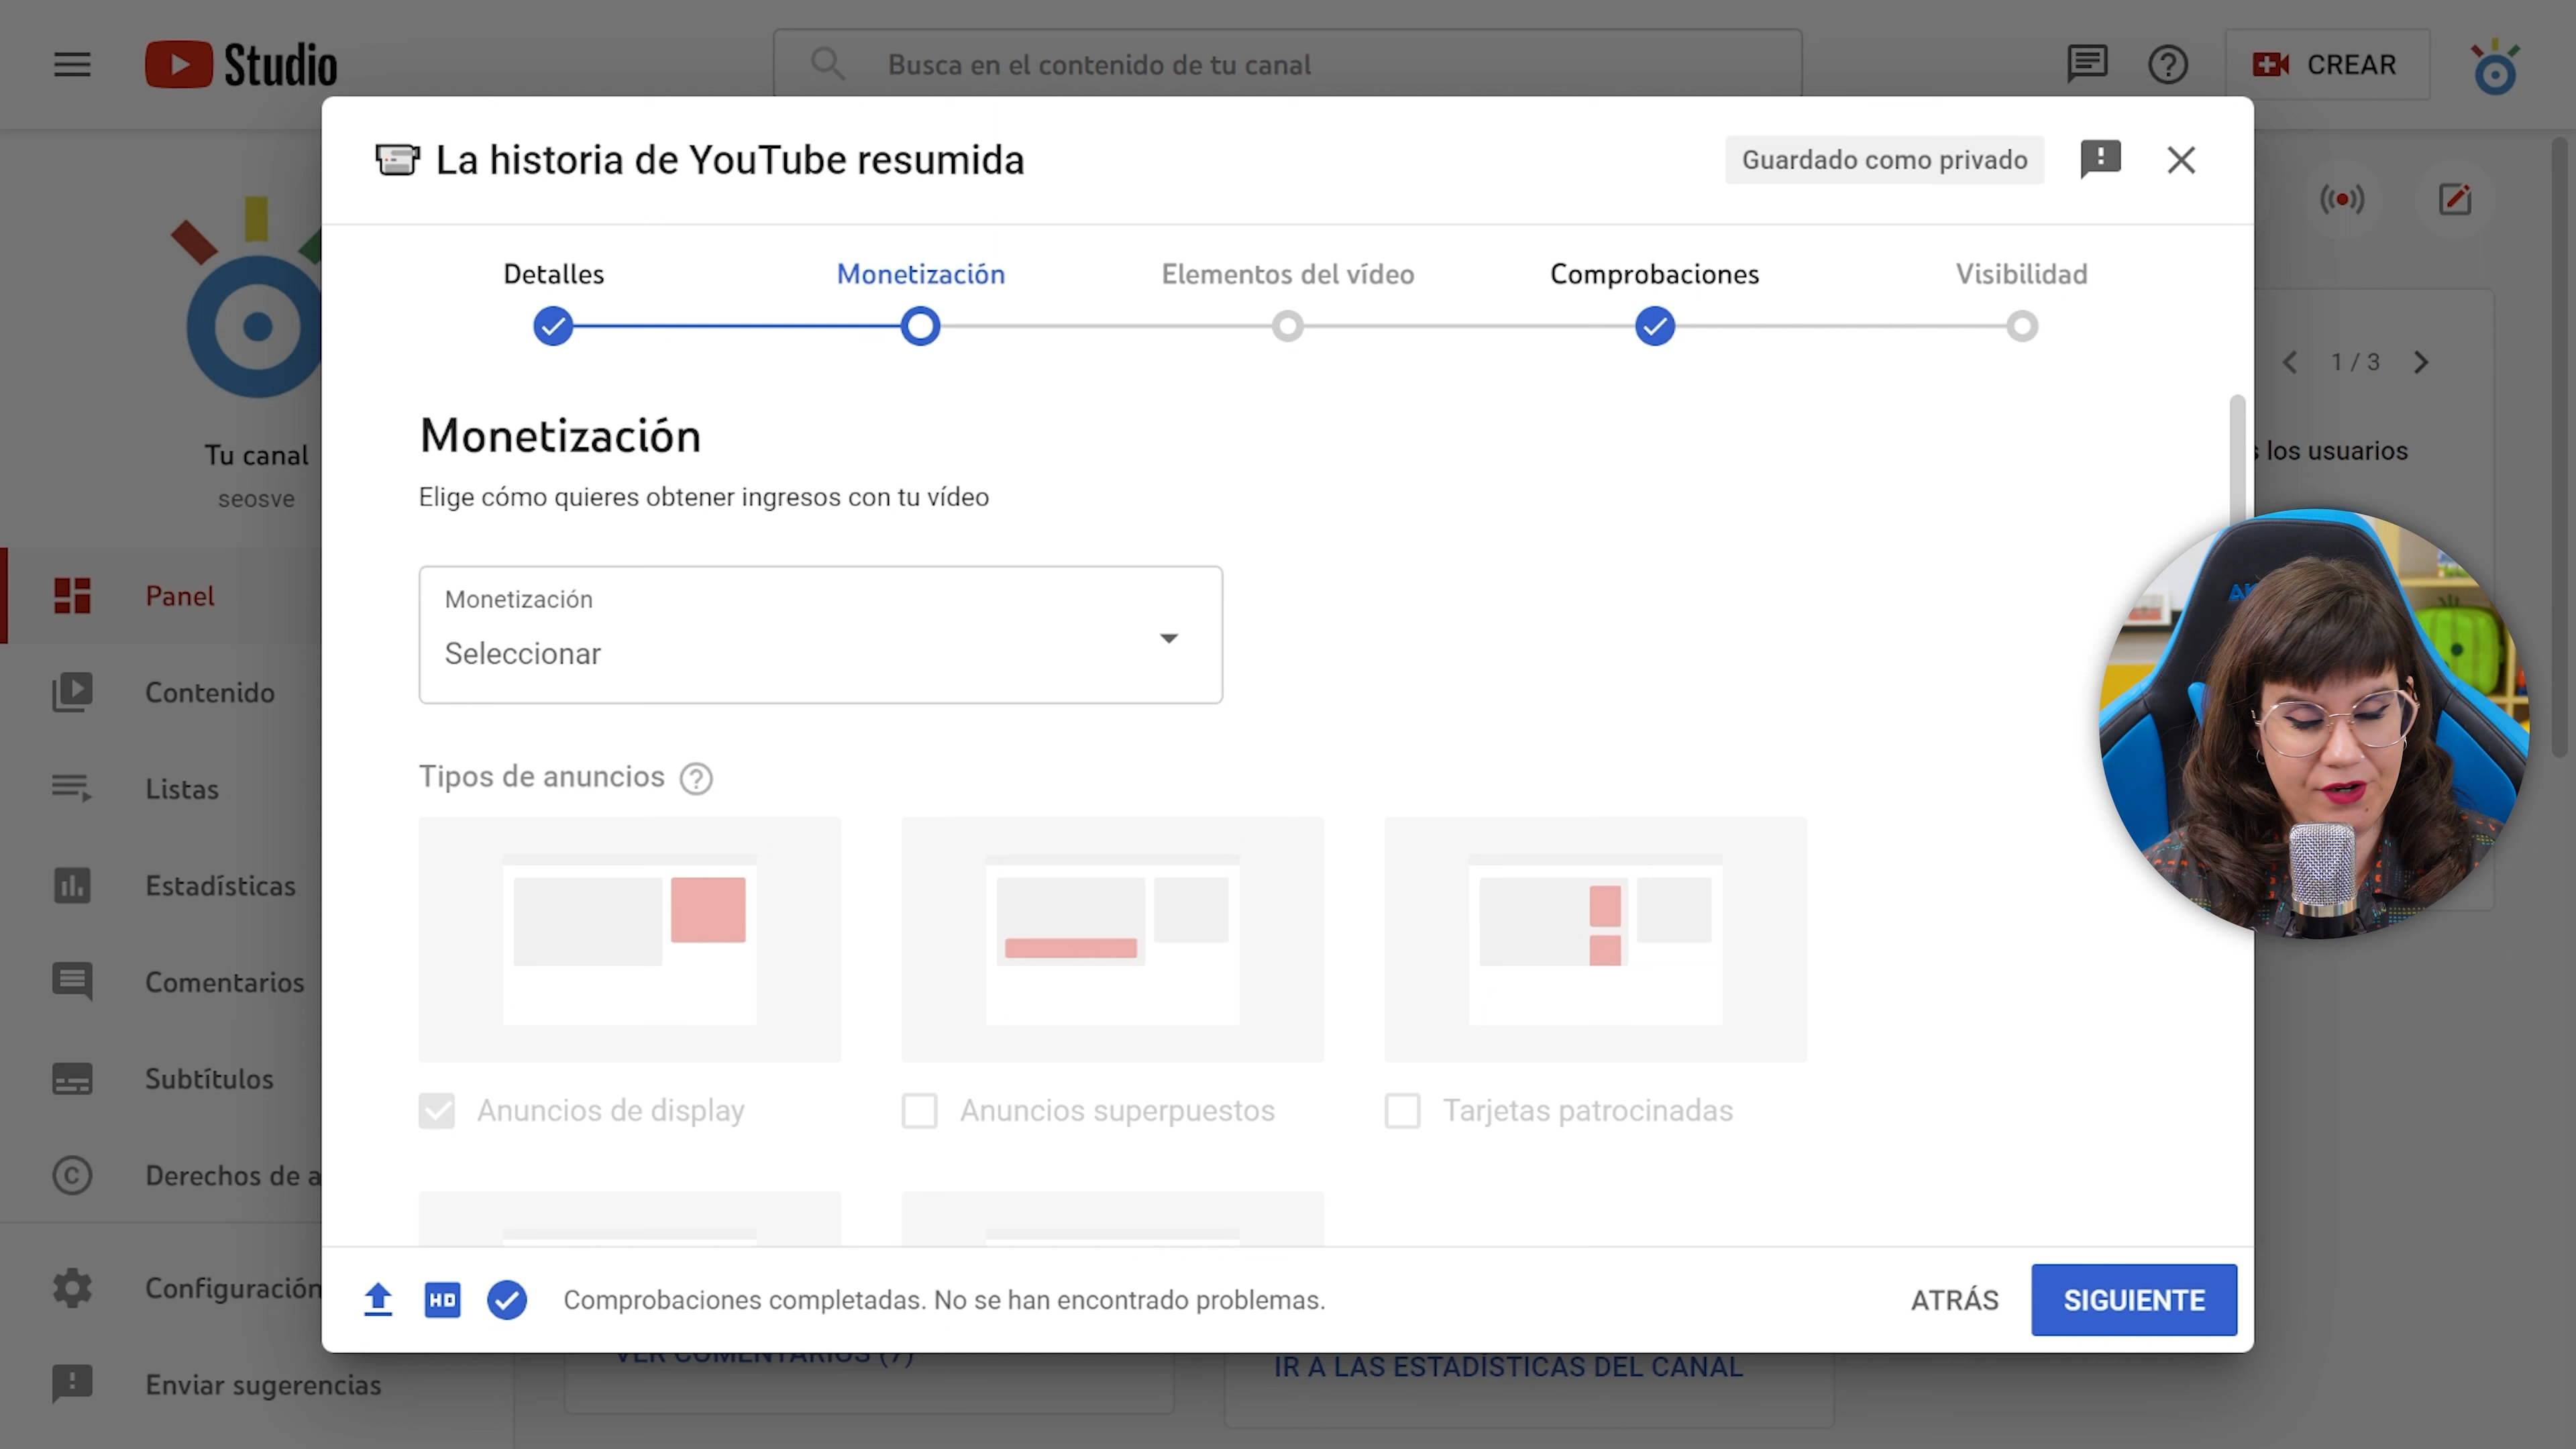 Studio
Busca en el contenido de tu canal
CREAR
La historia de YouTube resumida
Guardado como privado
Detalles
Monetización
Elementos del vídeo
Comprobaciones
Visibilidad
1 / 3
Monetización
Elige cómo quieres obtener ingresos con tu vídeo
los usuarios
Tu canal
seosve
Monetización
Seleccionar
Panel
Contenido
Listas
Estadísticas
Comentarios
Subtítulos
Derechos de a
Configuración
Enviar sugerencias
Tipos de anuncios
Anuncios de display
Anuncios superpuestos
Tarjetas patrocinadas
HD
Comprobaciones completadas. No se han encontrado problemas.
ATRÁS
SIGUIENTE
VER COMENTARIOS (7)
IR A LAS ESTADÍSTICAS DEL CANAL